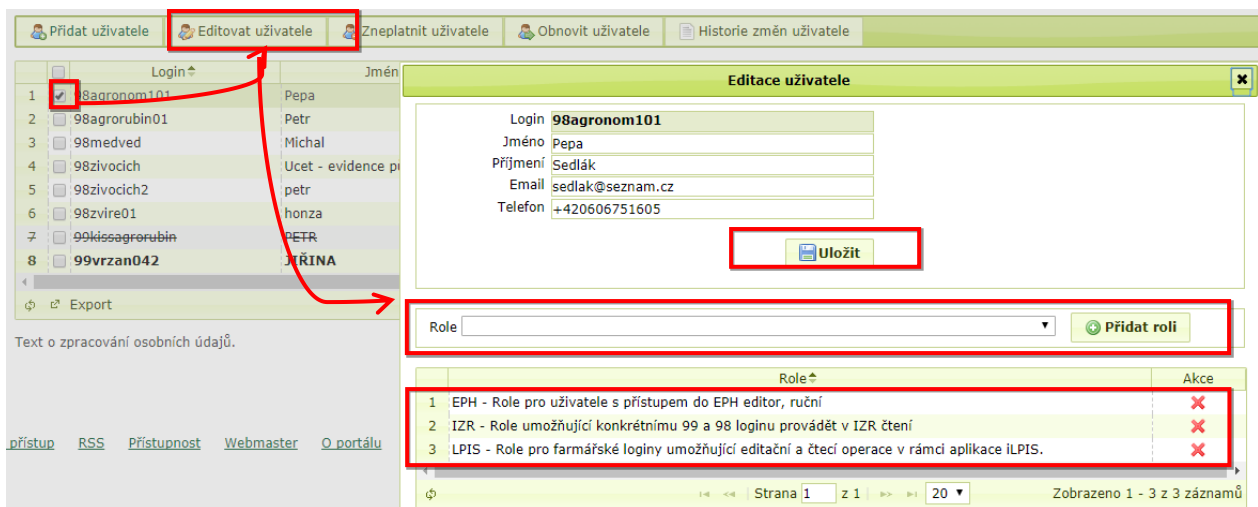 Přidat uživatele Editovat uživatele Zneplatnit uživatele Obnovit uživatele Historie změn uživatele
Login Jmén
1 98agronom101 Pepa
2 98agrorubin01 Petr
3 98medved Michal
4 98zivocich Ucet - evidence
5 98zivocich2 petr
6 98zvire01 honza
7 99kissagrorubin PETR
8 99vrzan042 JIŘINA
Export
Text o zpracování osobních údajů.
přístup RSS Přístupnost Webmaster O portálu
Editace uživatele
Login 98agronom101
Jméno Pepa
Příjmení Sedlák
Email sedlak@seznam.cz
Telefon +420606751605
Uložit
Role Přidat roli
Role Akce
1 EPH - Role pro uživatele s přístupem do EPH editor, ruční
2 IZR - Role umožňující konkrétnímu 99 a 98 loginu provádět v IZR čtení
3 LPIS - Role pro farmářské loginy umožňující editační a čtecí operace v rámci aplikace iLPIS.
Strana 1 z 1 20 Zobrazeno 1 - 3 z 3 záznamů